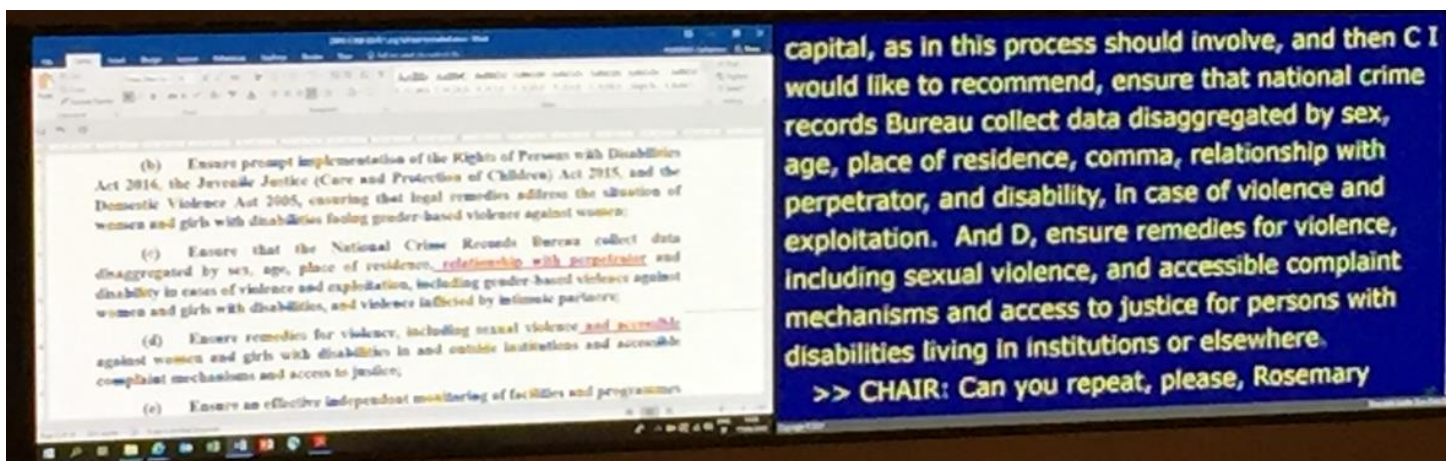 (b) Ensure prompt implementation of the Rights of Persons with Disabilities
Act 2016, the Juvenile Justice (Care and Protection of Children) Act 2015, and the
Domestic Violence Act 2005, ensuring that legal remedies address the situation of
women and girls with disabilities facing gender-based violence against women;
(c) Ensure that the National Crime Records Bureau collect data
disaggregated by sex, age, place of residence, relationship with perpetrator and
disability in cases of violence and exploitation, including gender-based violence against
women and girls with disabilities, and violence inflicted by intimate partners;
(d) Ensure remedies for violence, including sexual violence and accessible
against women and girls with disabilities in and outside institutions and accessible
complaint mechanisms and access to justice;
(e) Ensure an effective independent monitoring of facilities and programmes
capital, as in this process should involve, and then C I
would like to recommend, ensure that national crime
records Bureau collect data disaggregated by sex,
age, place of residence, comma, relationship with
perpetrator, and disability, in case of violence and
exploitation. And D, ensure remedies for violence,
including sexual violence, and accessible complaint
mechanisms and access to justice for persons with
disabilities living in institutions or elsewhere.
>> CHAIR: Can you repeat, please, Rosemary